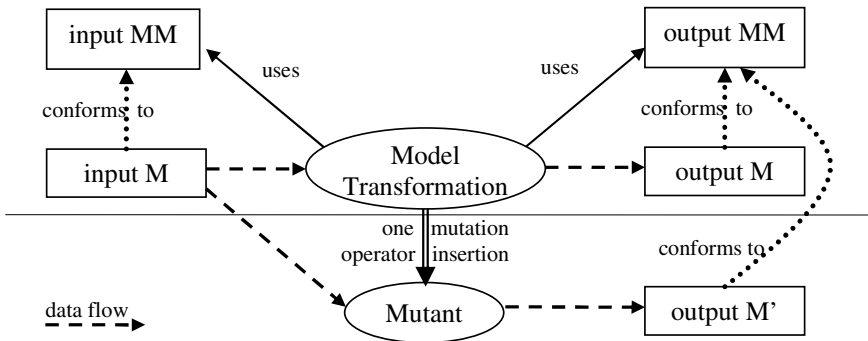 input MM
output MM
uses
uses
conforms to
conforms to
input M
Model
Transformation
output M
one mutation
operator insertion
conforms to
data flow
Mutant
output M’